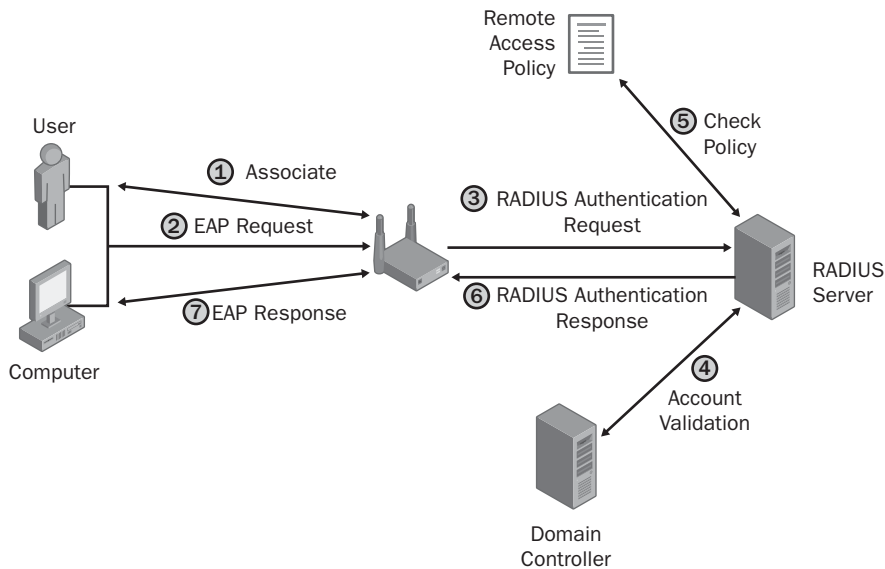 Remote
Access
Policy
User
5 Check
Policy
1 Associate
3 RADIUS Authentication
Request
2 EAP Request
RADIUS
Server
6 RADIUS Authentication
Response
7 EAP Response
Computer
4
Account
Validation
Domain
Controller